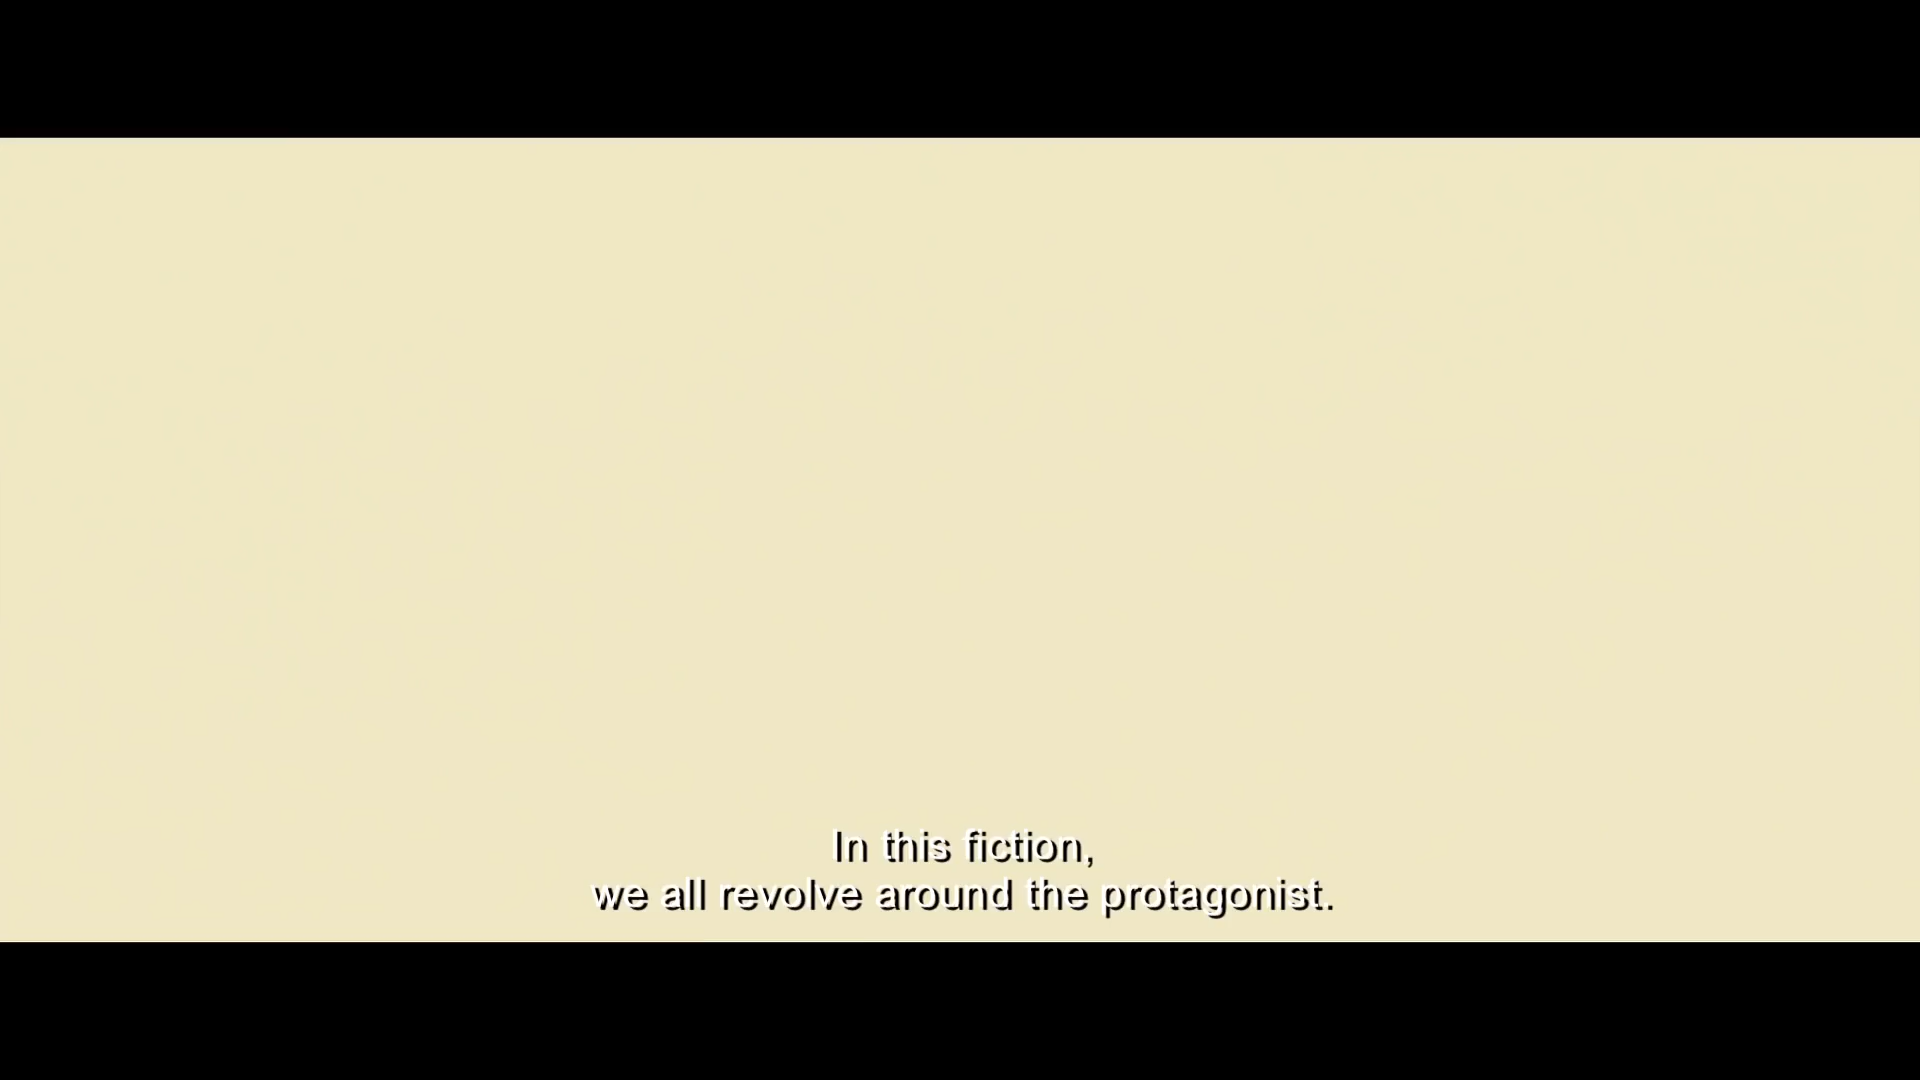 In this fiction,
we all revolve around the protagonist.